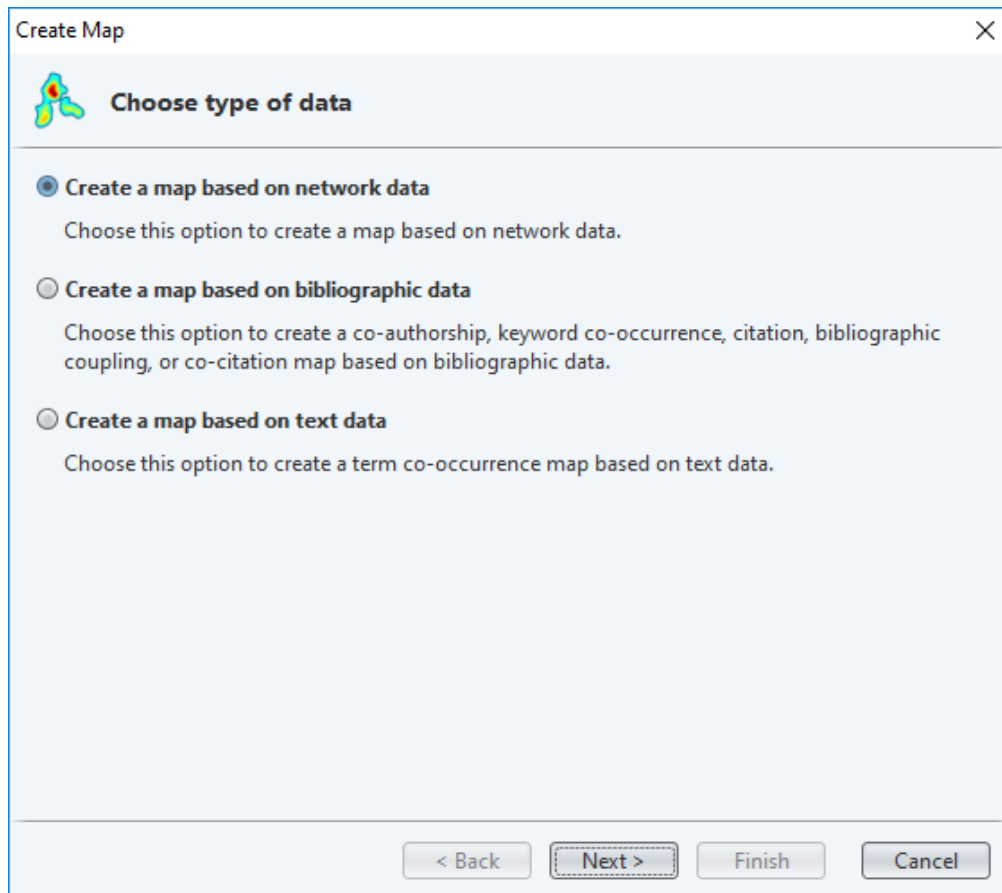 Create Map
Choose type of data
Create a map based on network data
Choose this option to create a map based on network data.
Create a map based on bibliographic data
Choose this option to create a co-authorship, keyword co-occurrence, citation, bibliographic
coupling, or co-citation map based on bibliographic data.
Create a map based on text data
Choose this option to create a term co-occurrence map based on text data.
< Back Next > Finish Cancel